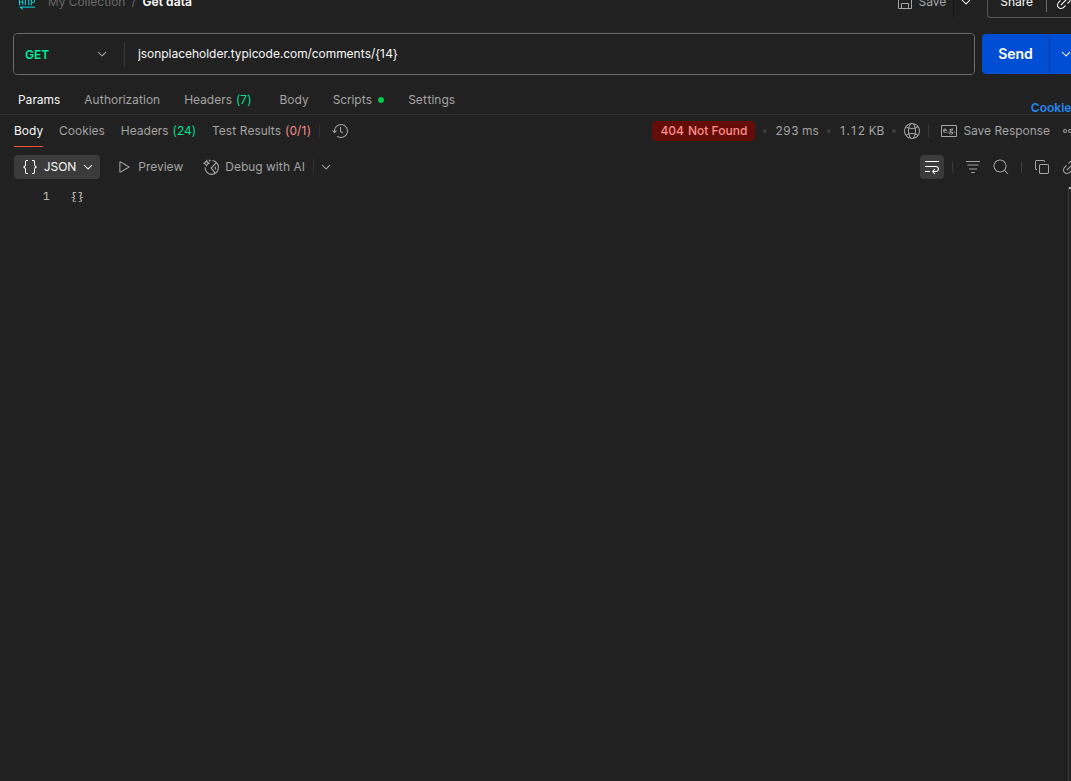 HTTP My Collection / Get data Save Share
GET jsonplaceholder.typicode.com/comments/{14} Send
Params Authorization Headers (7) Body Scripts Settings
Cookie
Body Cookies Headers (24) Test Results (0/1) 404 Not Found 293 ms 1.12 KB e.g. Save Response
{} JSON Preview Debug with AI
1 {}